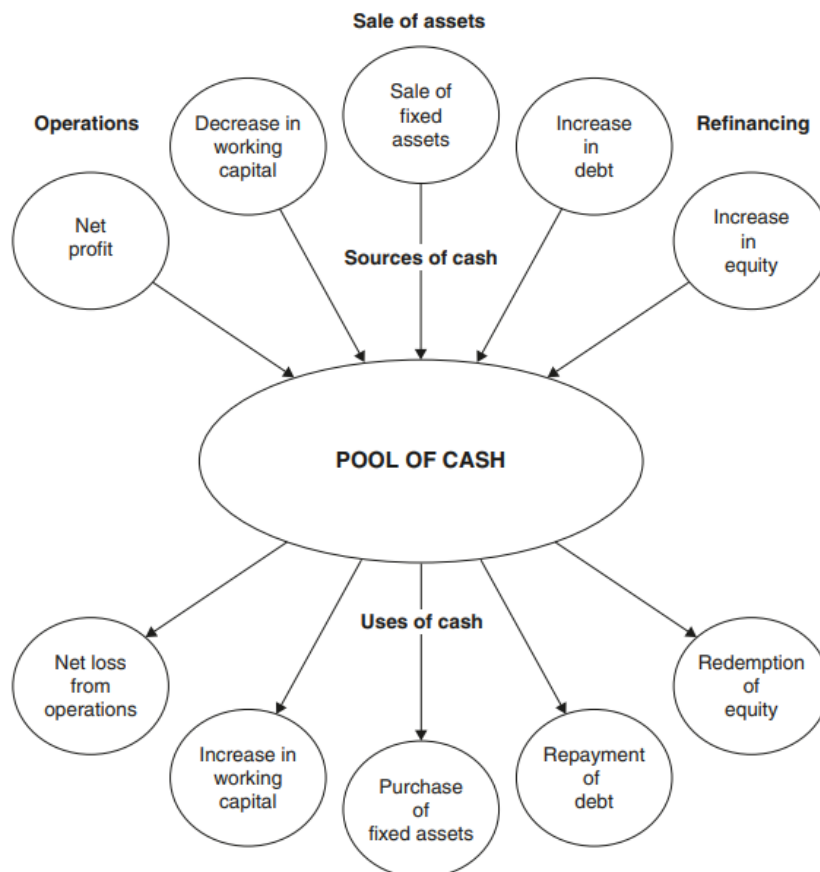 Sale of assets
Operations
Decrease in
working
capital
Sale of
fixed
assets
Increase
in
debt
Refinancing
Net
profit
Increase
in
equity
Sources of cash
POOL OF CASH
Uses of cash
Net loss
from
operations
Increase in
working
capital
Purchase
of
fixed assets
Repayment
of
debt
Redemption
of
equity